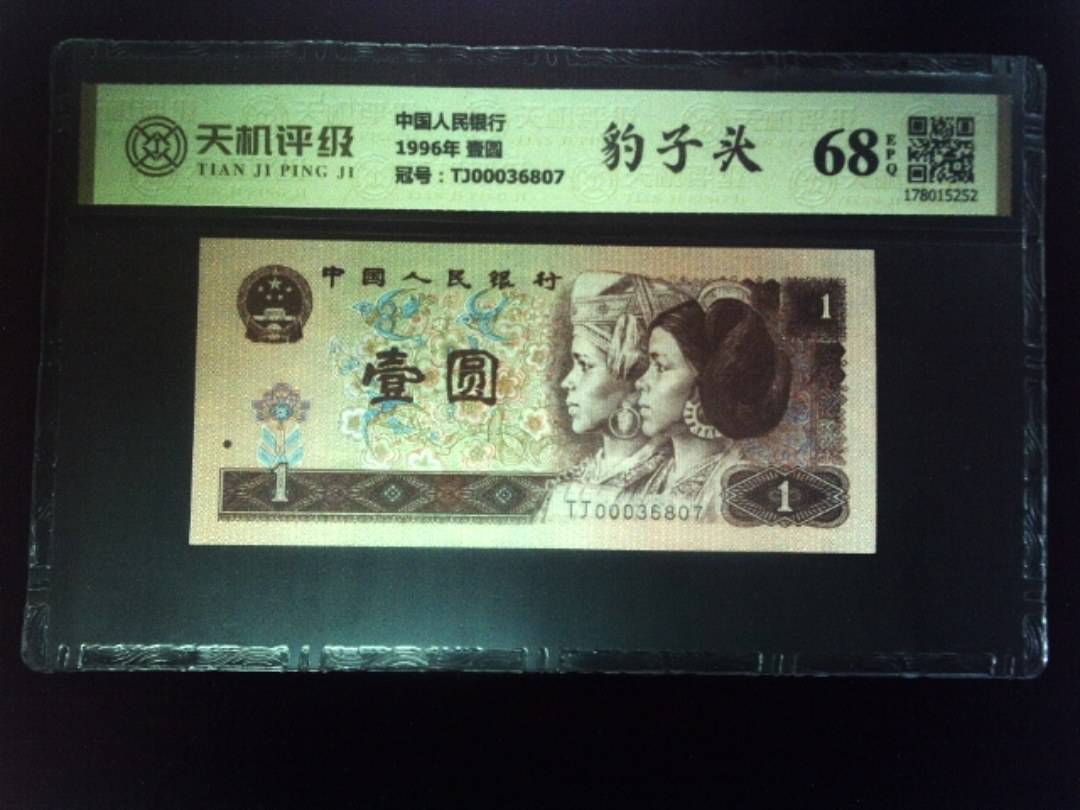 天机评级
TIAN JI PING JI
中国人民银行
1996年 壹圆
冠号：TJ00036807
豹子头
68
EPQ
178015252
中国人民银行
1
壹圆
1
TJ00036807
1